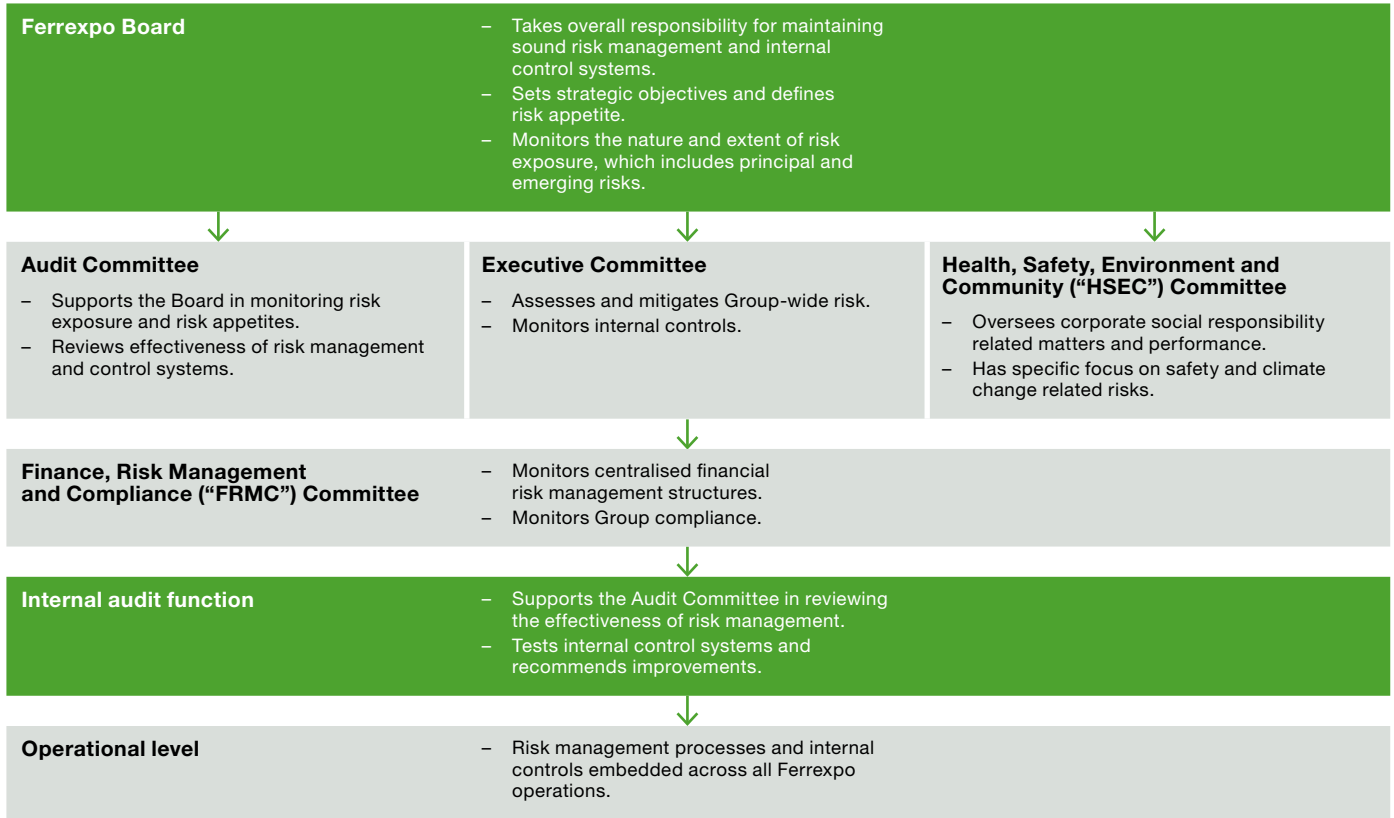 Ferrexpo Board
– Takes overall responsibility for maintaining
sound risk management and internal
control systems.
– Sets strategic objectives and defines
risk appetite.
– Monitors the nature and extent of risk
exposure, which includes principal and
emerging risks.
Audit Committee
– Supports the Board in monitoring risk
exposure and risk appetites.
– Reviews effectiveness of risk management
and control systems.
Executive Committee
– Assesses and mitigates Group-wide risk.
– Monitors internal controls.
Health, Safety, Environment and
Community (“HSEC”) Committee
– Oversees corporate social responsibility
related matters and performance.
– Has specific focus on safety and climate
change related risks.
Finance, Risk Management
and Compliance (“FRMC”) Committee
– Monitors centralised financial
risk management structures.
– Monitors Group compliance.
Internal audit function
– Supports the Audit Committee in reviewing
the effectiveness of risk management.
– Tests internal control systems and
recommends improvements.
Operational level
– Risk management processes and internal
controls embedded across all Ferrexpo
operations.